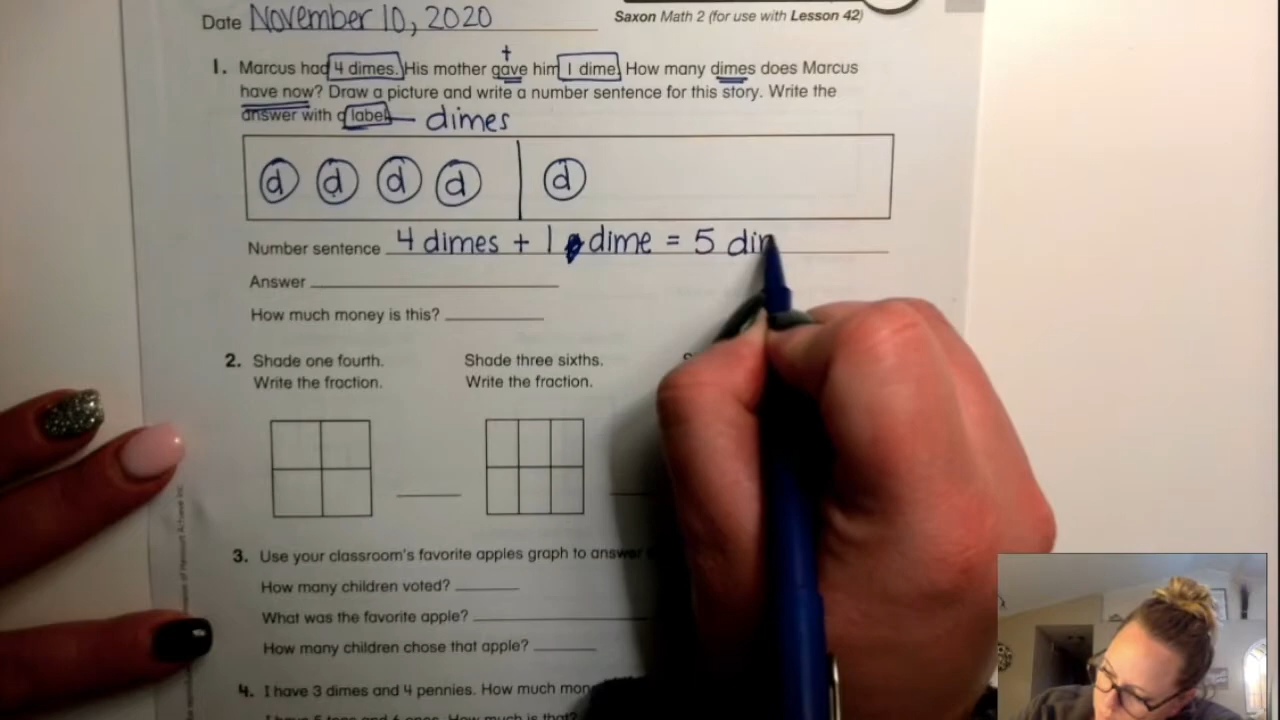 Saxon Math 2 (for use with Lesson 42)
Date November 10, 2020
+
1. Marcus had 4 dimes. His mother gave him 1 dime. How many dimes does Marcus
have now? Draw a picture and write a number sentence for this story. Write the
answer with a label. dimes
d d d d d
Number sentence 4 dimes + 1 dime = 5 dim
Answer
How much money is this?
2. Shade one fourth. Shade three sixths.
Write the fraction. Write the fraction.
3. Use your classroom's favorite apples graph to answer
How many children voted?
What was the favorite apple?
How many children chose that apple?
4. I have 3 dimes and 4 pennies. How much mon